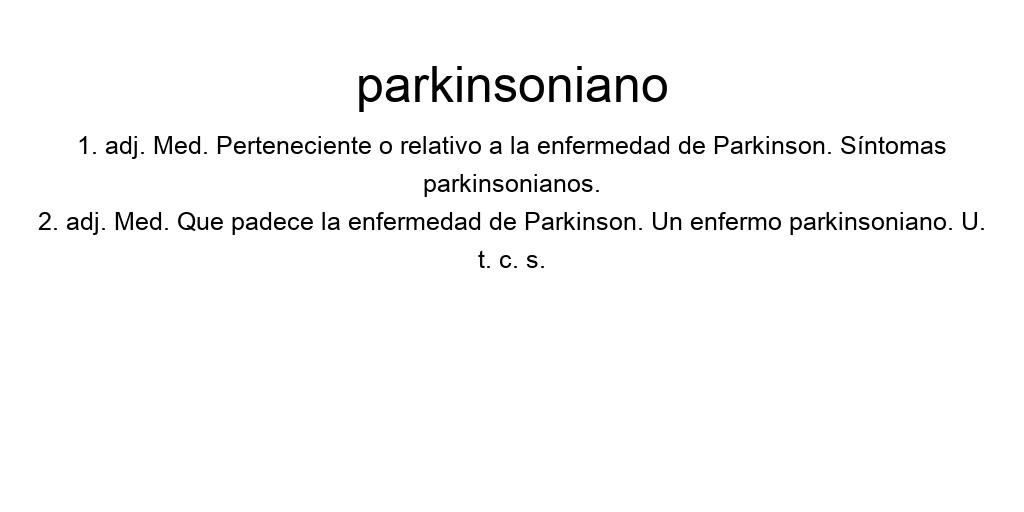 parkinsoniano
1. adj. Med. Perteneciente o relativo a la enfermedad de Parkinson. Síntomas
parkinsonianos.
2. adj. Med. Que padece la enfermedad de Parkinson. Un enfermo parkinsoniano. U.
t. c. s.